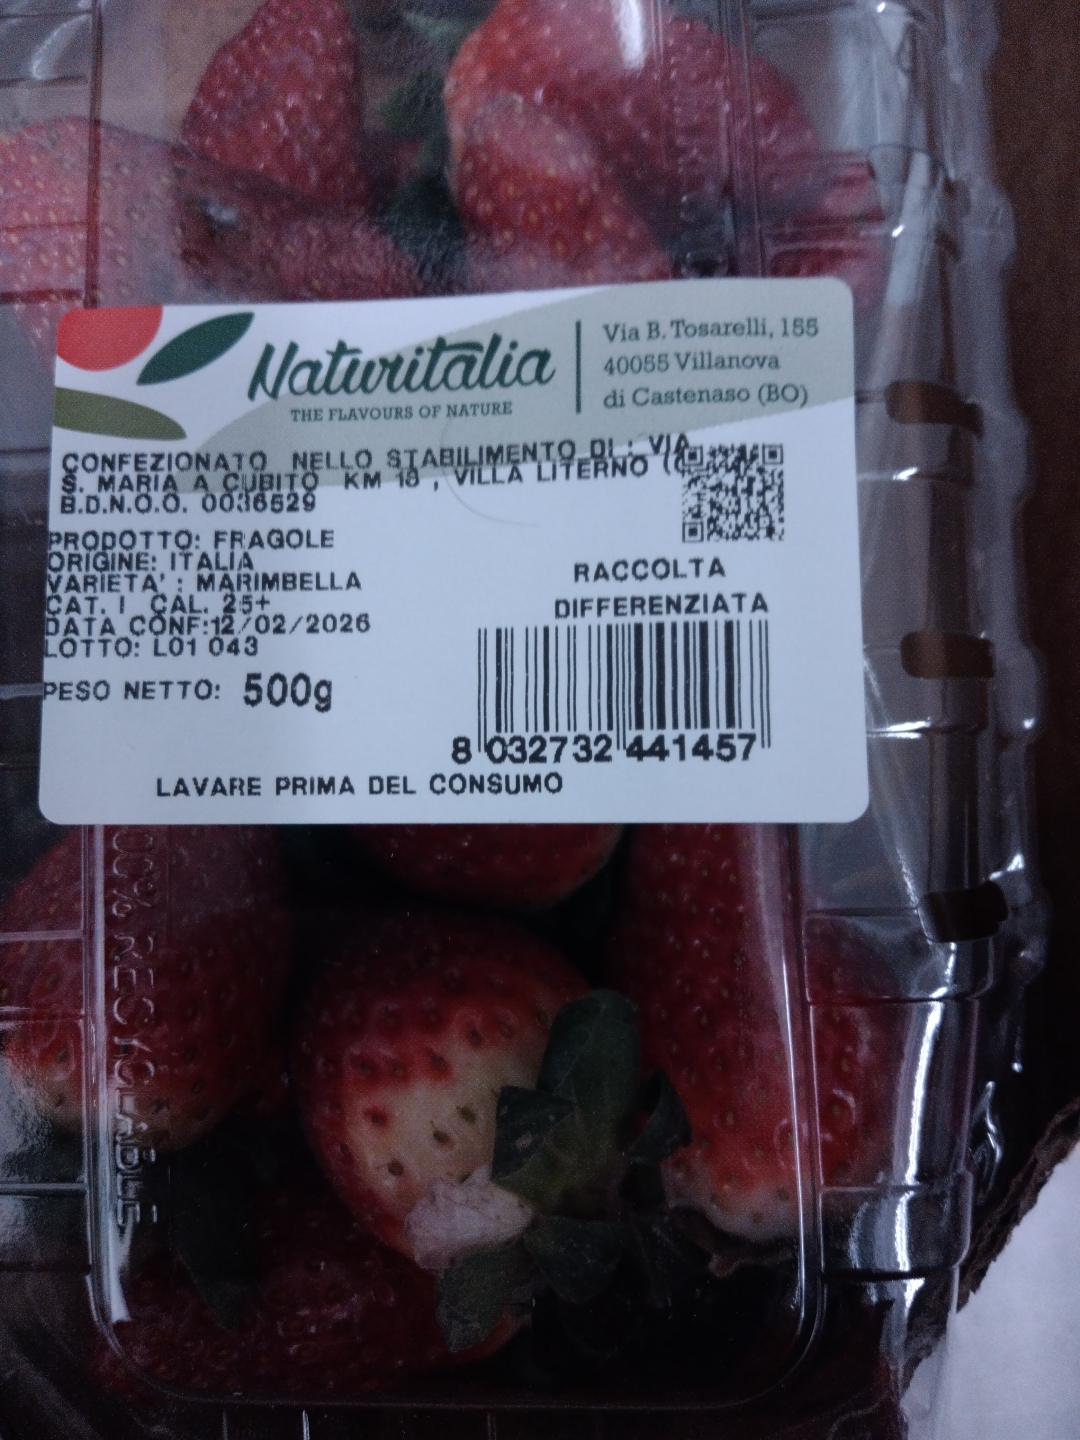 Naturitalia
THE FLAVOURS OF NATURE
Via B. Tosarelli, 155
40055 Villanova
di Castenaso (BO)
CONFEZIONATO NELLO STABILIMENTO DI : VIA
S. MARIA A CUBITO KM 18 , VILLA LITERNO (C
B.D.N.O.O. 0036529
PRODOTTO: FRAGOLE
ORIGINE: ITALIA
VARIETA' : MARIMBELLA
CAT. I CAL. 25+
DATA CONF:12/02/2026
LOTTO: L01 043
PESO NETTO: 500g
RACCOLTA
DIFFERENZIATA
8 032732 441457
LAVARE PRIMA DEL CONSUMO
100% RECYCLABLE